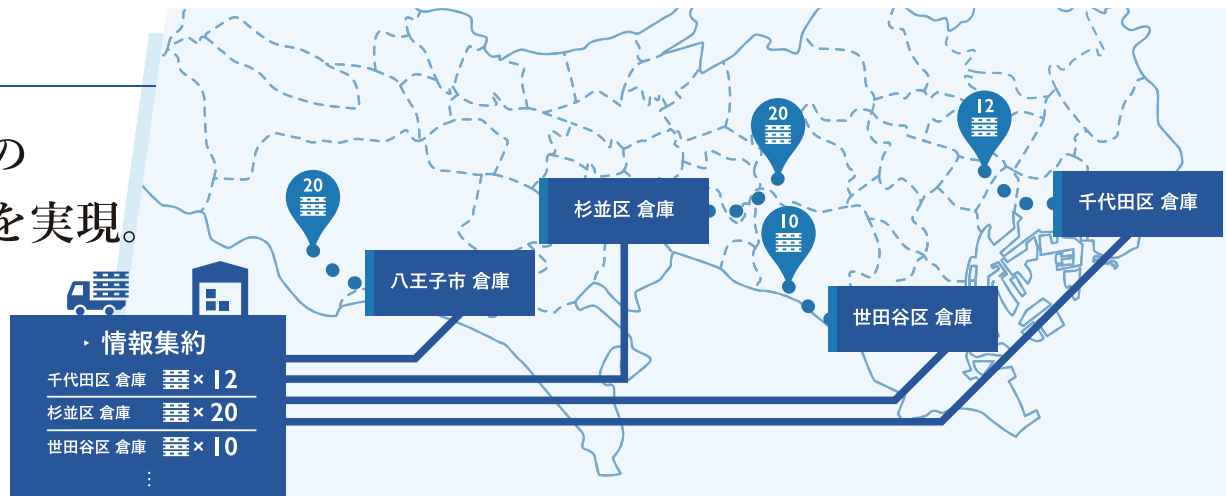 の
を実現。
20
八王子市 倉庫
杉並区 倉庫
20
10
世田谷区 倉庫
12
千代田区 倉庫
情報集約
千代田区 倉庫 × 12
杉並区 倉庫 × 20
世田谷区 倉庫 × 10
⋮